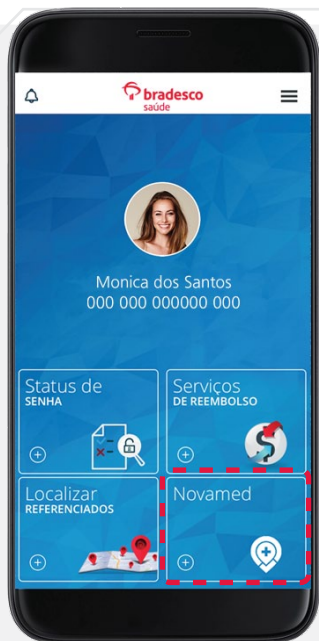 bradesco
saúde
Monica dos Santos
000 000 000000 000
Status de
SENHA
Serviços
DE REEMBOLSO
Localizar
REFERENCIADOS
Novamed